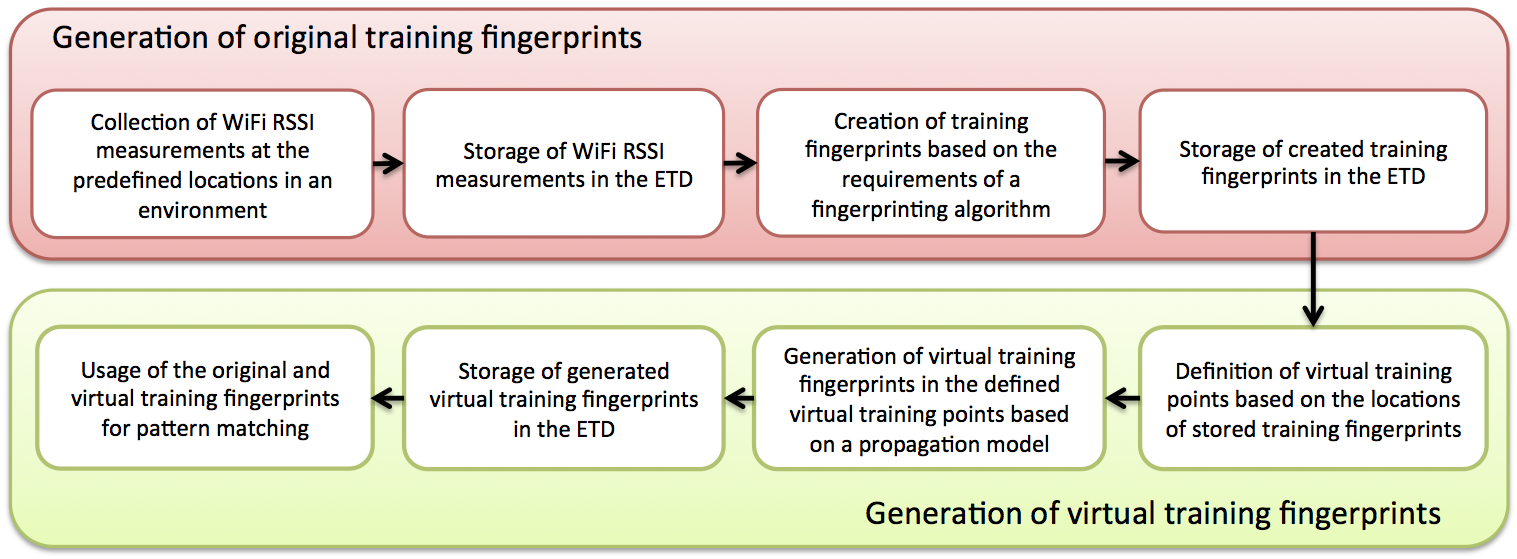 Generation of original training fingerprints
Collection of WiFi RSSI
measurements at the
predefined locations in an
environment
Storage of WiFi RSSI
measurements in the ETD
Creation of training
fingerprints based on the
requirements of a
fingerprinting algorithm
Storage of created training
fingerprints in the ETD
Definition of virtual training
points based on the locations
of stored training fingerprints
Generation of virtual training
fingerprints in the defined
virtual training points based
on a propagation model
Storage of generated
virtual training fingerprints
in the ETD
Usage of the original and
virtual training fingerprints
for pattern matching
Generation of virtual training fingerprints